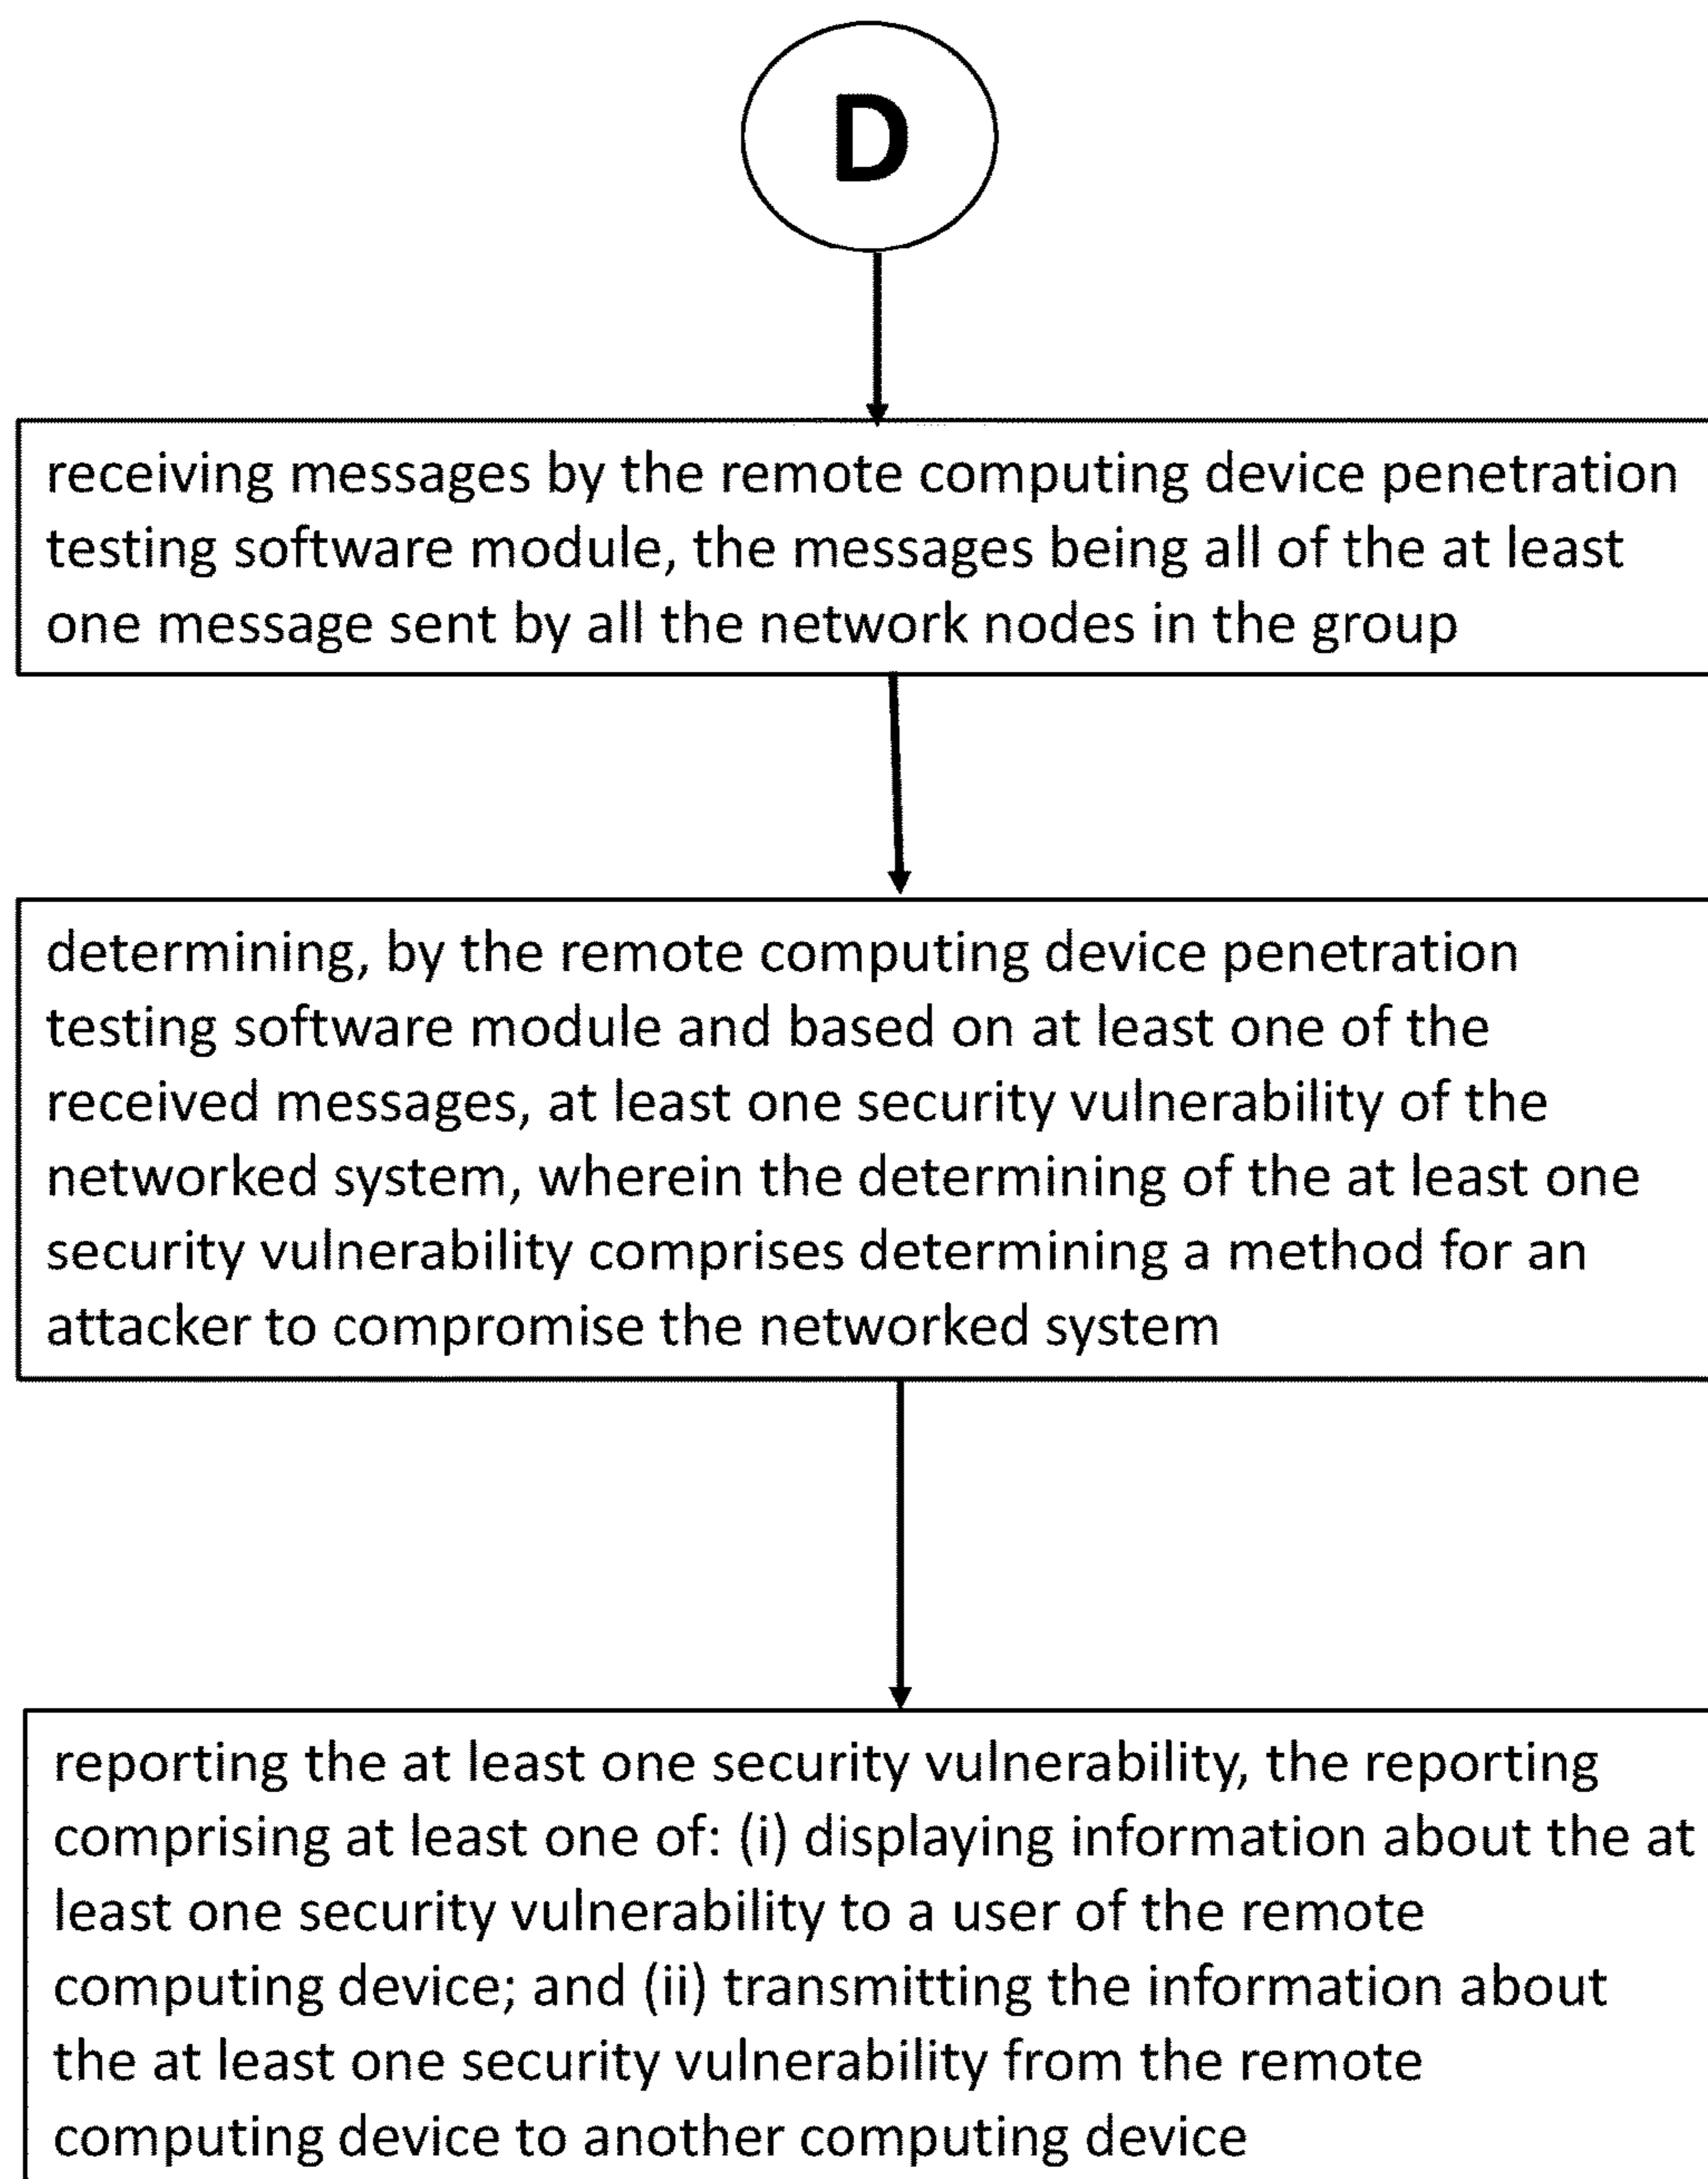 D
receiving messages by the remote computing device penetration
testing software module, the messages being all of the at least
one message sent by all the network nodes in the group
determining, by the remote computing device penetration
testing software module and based on at least one of the
received messages, at least one security vulnerability of the
networked system, wherein the determining of the at least one
security vulnerability comprises determining a method for an
attacker to compromise the networked system
reporting the at least one security vulnerability, the reporting
comprising at least one of: (i) displaying information about the at
least one security vulnerability to a user of the remote
computing device; and (ii) transmitting the information about
the at least one security vulnerability from the remote
computing device to another computing device